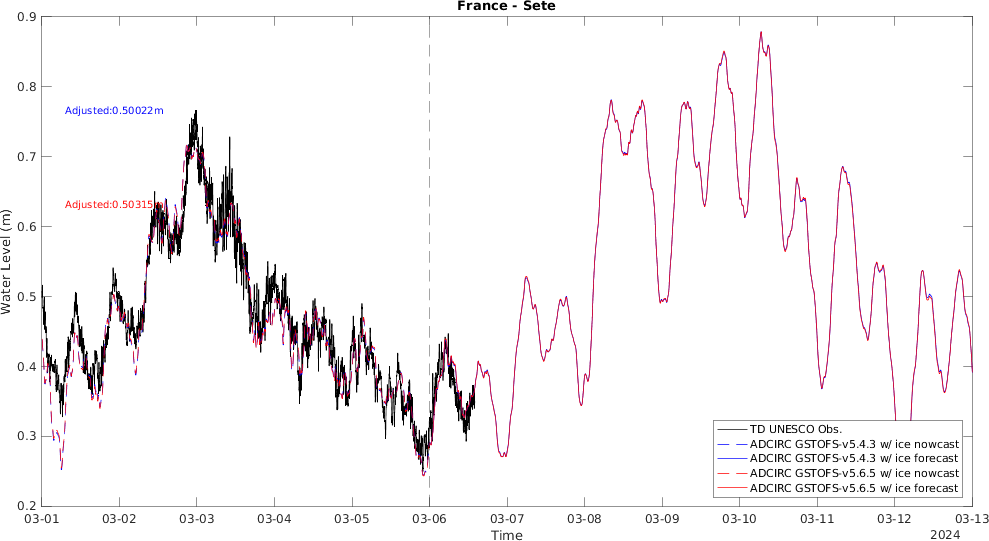 France - Sete
0.9
0.8
0.7
0.6
0.5
0.4
0.3
0.2
Water Level (m)
Adjusted:0.50022m
Adjusted:0.50315
TD UNESCO Obs.
ADCIRC GSTOFS-v5.4.3 w/ ice nowcast
ADCIRC GSTOFS-v5.4.3 w/ ice forecast
ADCIRC GSTOFS-v5.6.5 w/ ice nowcast
ADCIRC GSTOFS-v5.6.5 w/ ice forecast
03-01 03-02 03-03 03-04 03-05 03-06 03-07 03-08 03-09 03-10 03-11 03-12 03-13
Time
2024